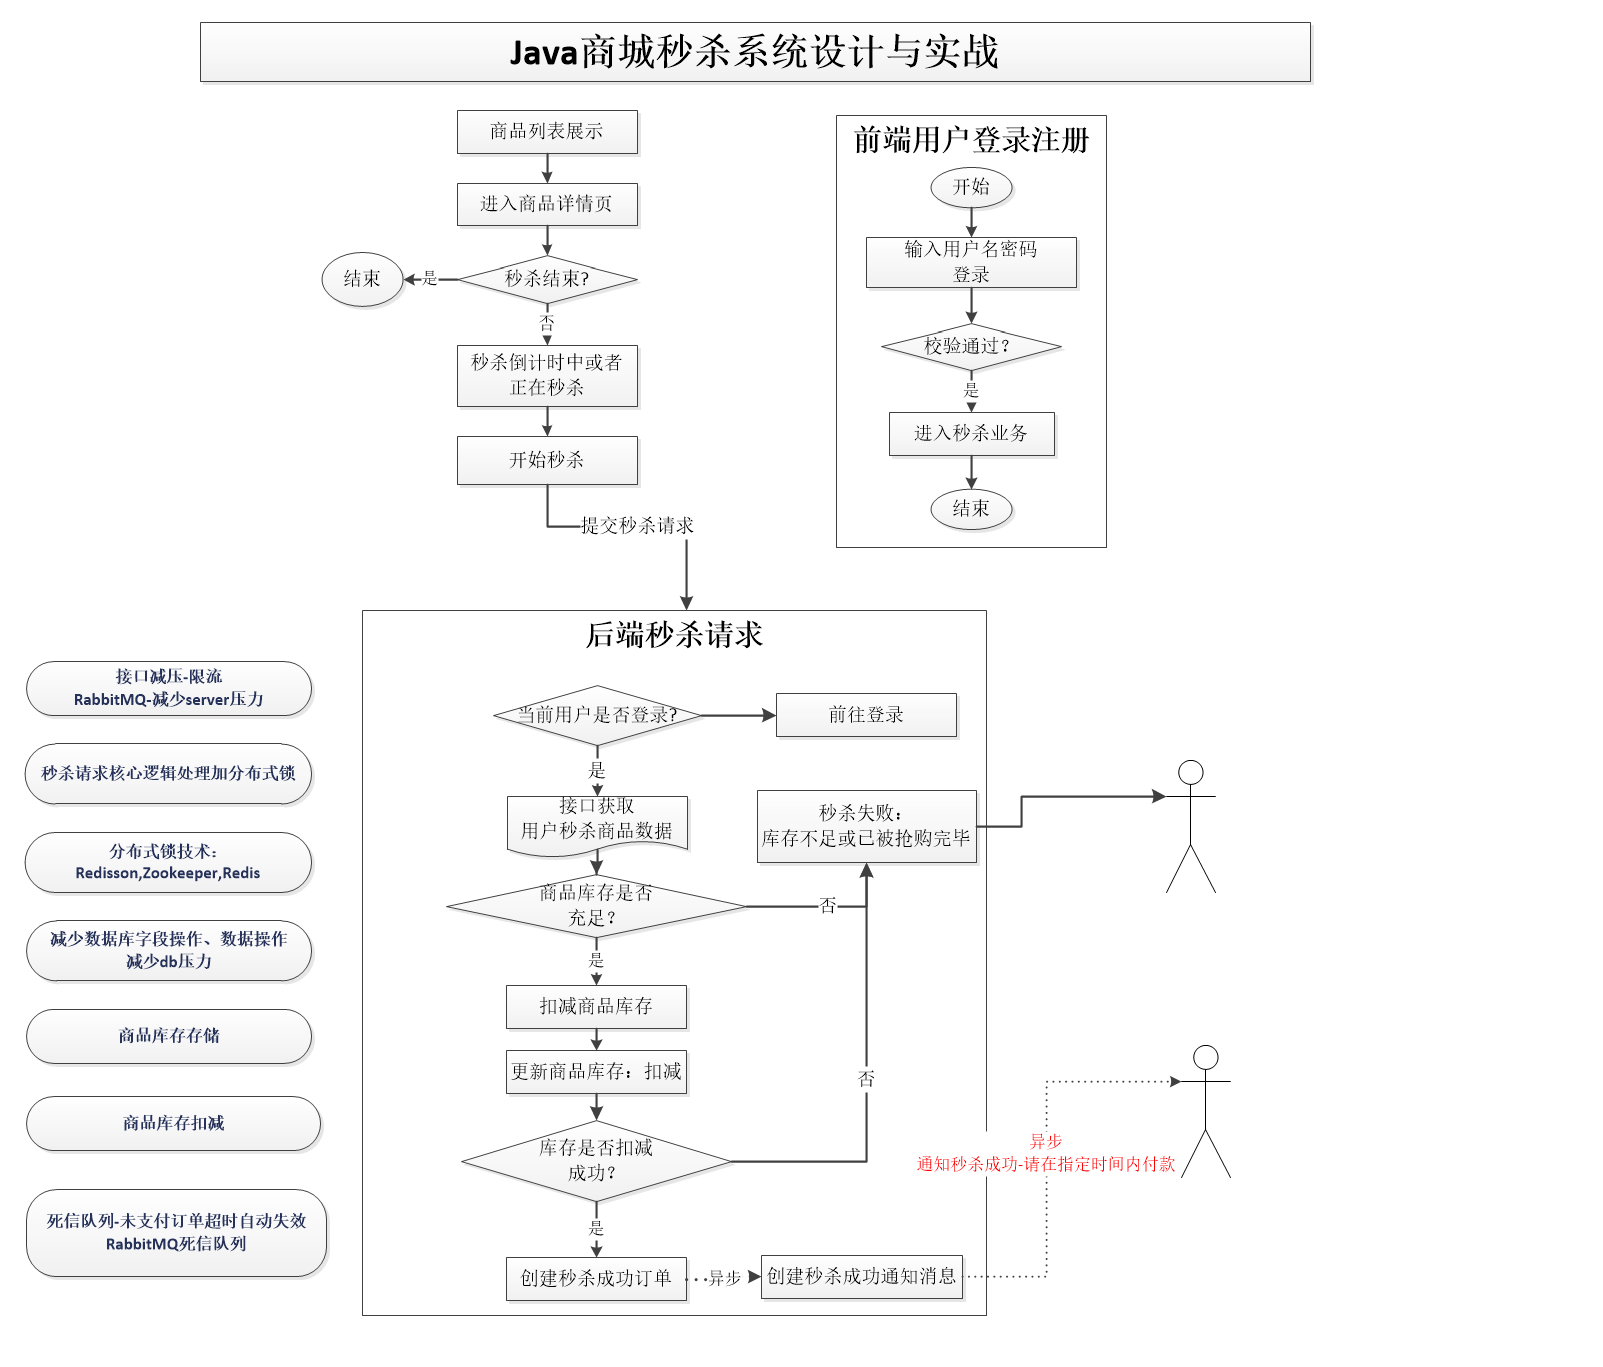 Java商城秒杀系统设计与实战
商品列表展示
进入商品详情页
秒杀结束?
是
结束
否
秒杀倒计时中或者
正在秒杀
开始秒杀
提交秒杀请求
前端用户登录注册
开始
输入用户名密码
登录
校验通过?
是
进入秒杀业务
结束
接口减压-限流
RabbitMQ-减少server压力
秒杀请求核心逻辑处理加分布式锁
分布式锁技术：
Redisson,Zookeeper,Redis
减少数据库字段操作、数据操作
减少db压力
商品库存存储
商品库存扣减
死信队列-未支付订单超时自动失效
RabbitMQ死信队列
后端秒杀请求
当前用户是否登录?
前往登录
是
接口获取
用户秒杀商品数据
秒杀失败：
库存不足或已被抢购完毕
商品库存是否
充足?
否
是
扣减商品库存
更新商品库存：扣减
否
库存是否扣减
成功?
是
创建秒杀成功订单
异步
创建秒杀成功通知消息
异步
通知秒杀成功-请在指定时间内付款